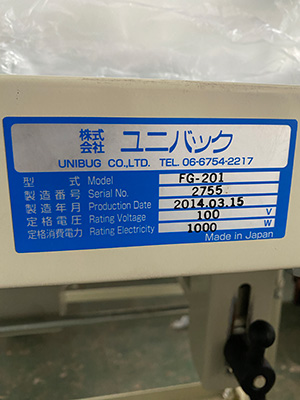 株式会社 ユニバック
UNIBUG CO.,LTD. TEL. 06-6754-2217
型式 Model FG-201
製造番号 Serial No. 2755
製造年月 Production Date 2014.03.15
定格電圧 Rating Voltage 100 V
定格消費電力 Rating Electricity 1000 W
Made in Japan